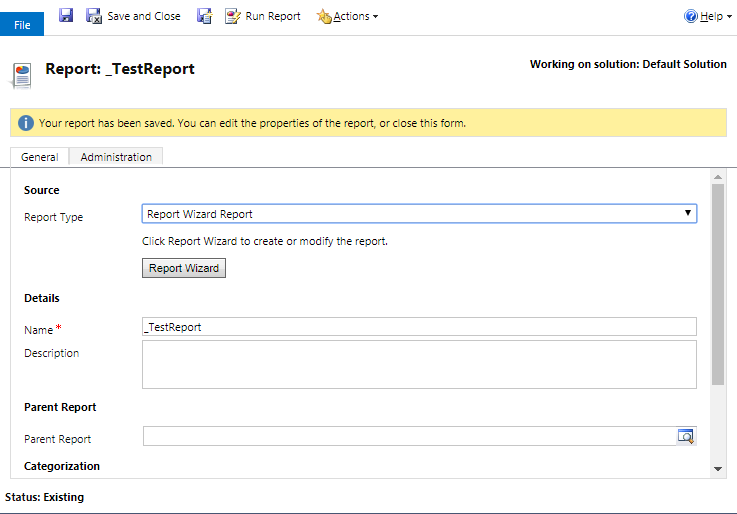 File
Save and Close
Run Report
Actions
Help
Report: _TestReport
Working on solution: Default Solution
Your report has been saved. You can edit the properties of the report, or close this form.
General
Administration
Source
Report Type
Report Wizard Report
Click Report Wizard to create or modify the report.
Report Wizard
Details
Name *
_TestReport
Description
Parent Report
Parent Report
Categorization
Status: Existing